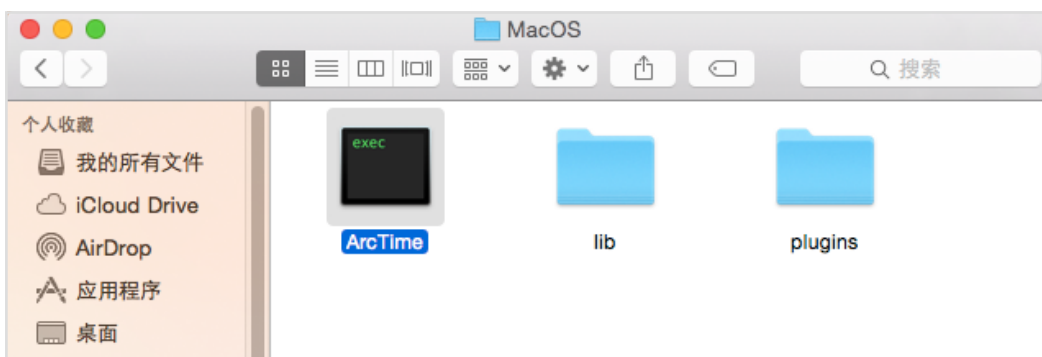 MacOS
搜索
个人收藏
我的所有文件
iCloud Drive
AirDrop
应用程序
桌面
exec
ArcTime
lib
plugins